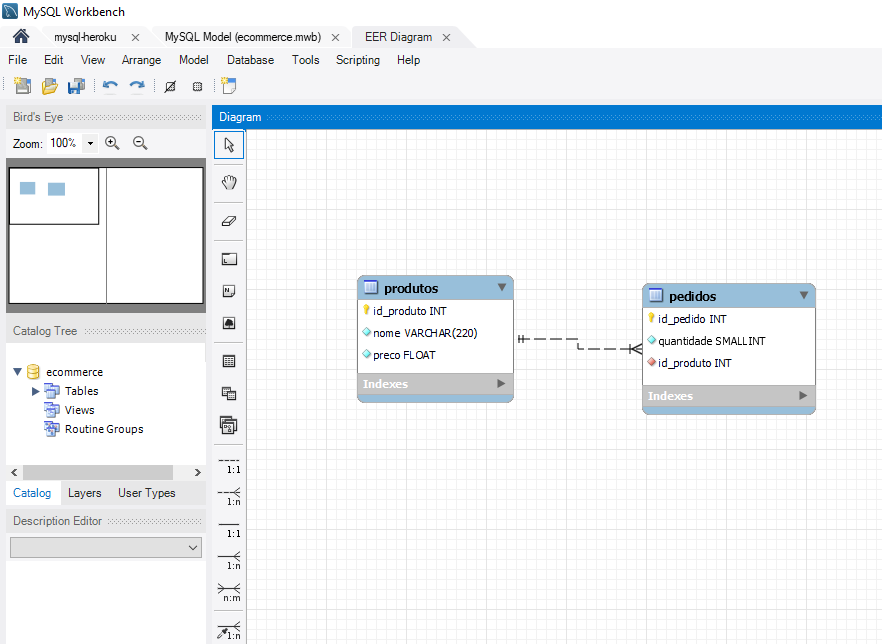 MySQL Workbench
mysql-heroku
MySQL Model (ecommerce.mwb)
EER Diagram
File Edit View Arrange Model Database Tools Scripting Help
Bird's Eye
Zoom: 100%
Catalog Tree
ecommerce
Tables
Views
Routine Groups
Catalog Layers User Types
Description Editor
Diagram
1:1
1:n
1:1
1:n
n:m
1:n
produtos
id_produto INT
nome VARCHAR(220)
preco FLOAT
Indexes
pedidos
id_pedido INT
quantidade SMALLINT
id_produto INT
Indexes